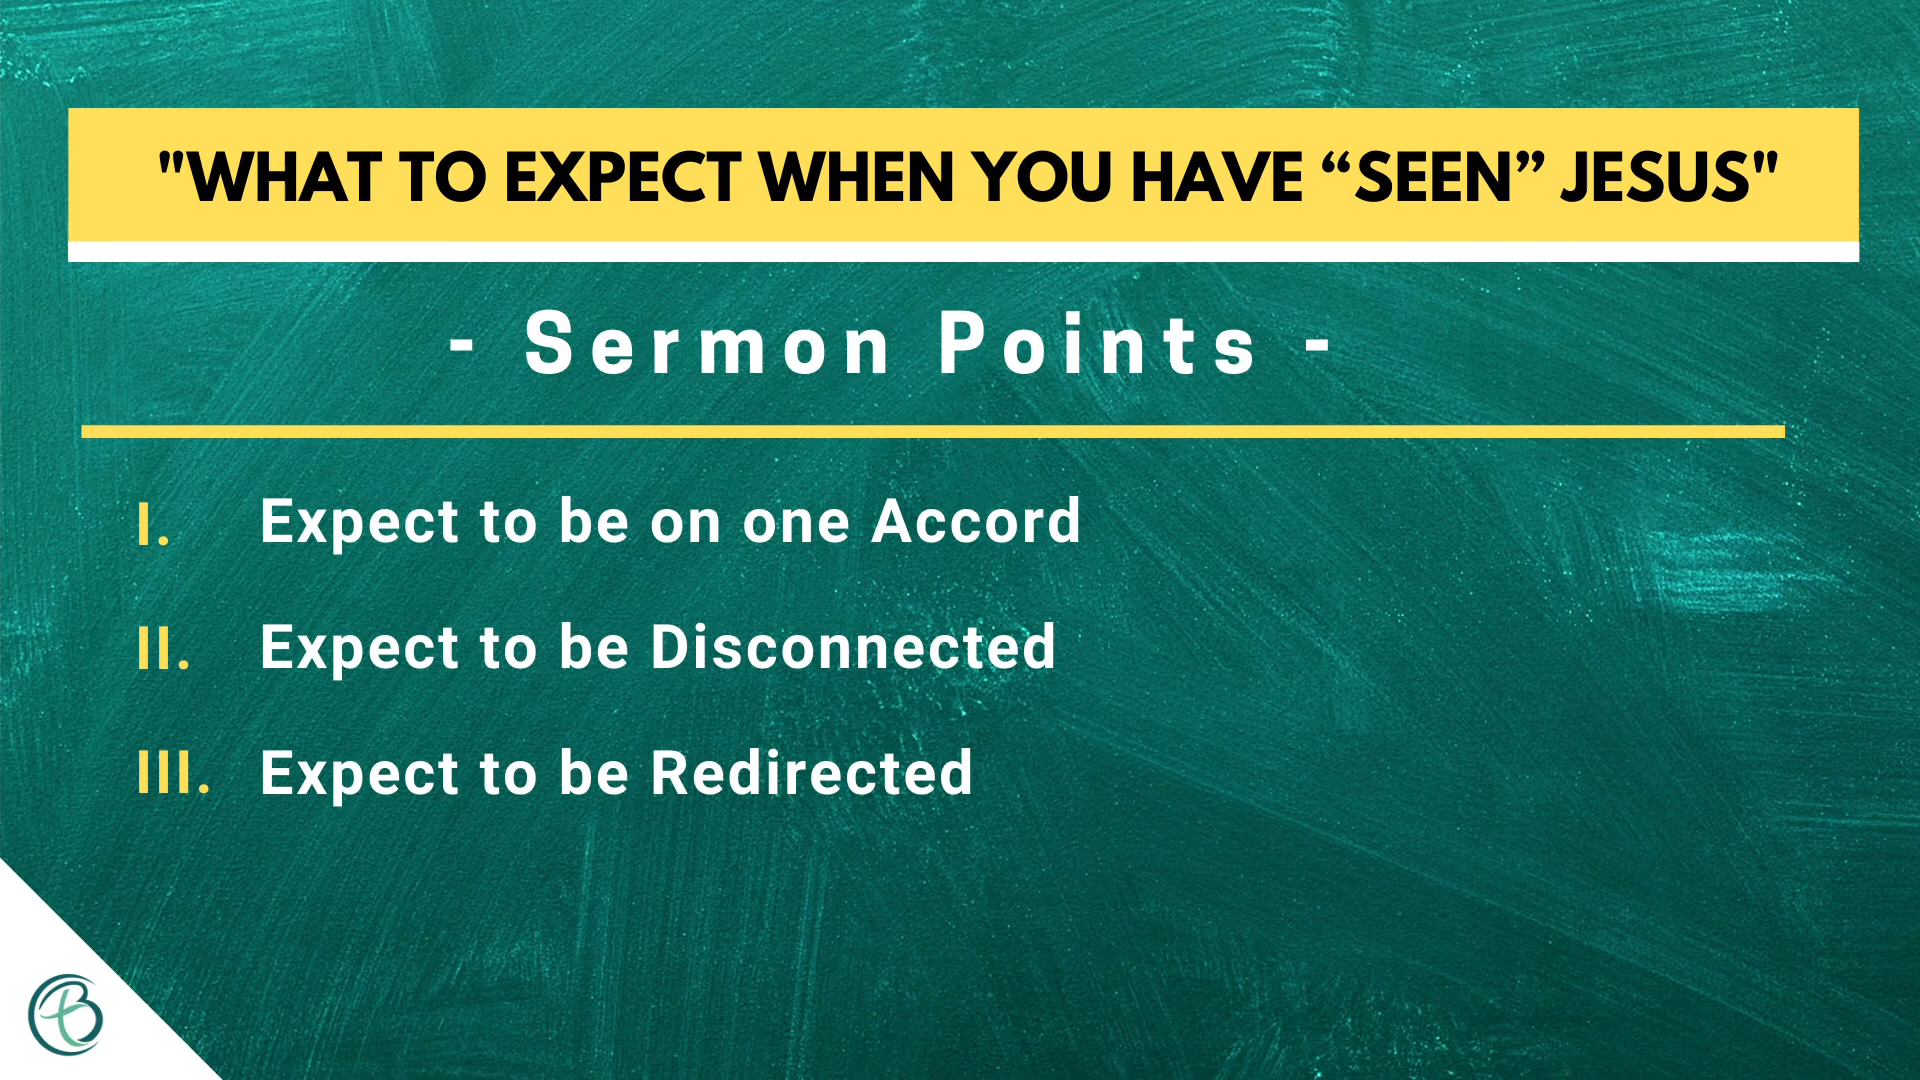 "WHAT TO EXPECT WHEN YOU HAVE “SEEN” JESUS"
- Sermon Points -
I. Expect to be on one Accord
II. Expect to be Disconnected
III. Expect to be Redirected